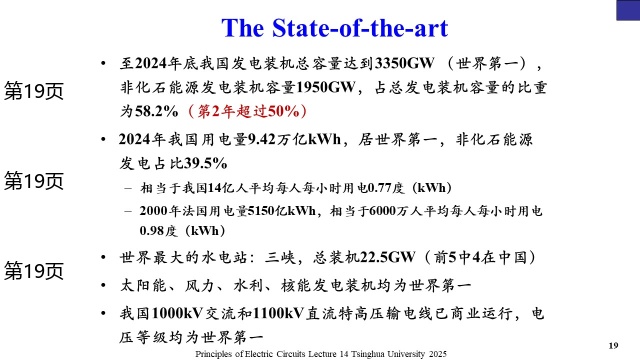 The State-of-the-art
• 至2024年底我国发电装机总容量达到3350GW （世界第一），
第19页
非化石能源发电装机容量1950GW，占总发电装机容量的比重
为58.2%（第2年超过50%）
• 2024年我国用电量9.42万亿kWh，居世界第一，非化石能源
发电占比39.5%
第19页
– 相当于我国14亿人平均每人每小时用电0.77度（kWh）
– 2000年法国用电量5150亿kWh，相当于6000万人平均每人每小时用电
0.98度（kWh）
• 世界最大的水电站：三峡，总装机22.5GW（前5中4在中国）
第19页
• 太阳能、风力、水利、核能发电装机均为世界第一
• 我国1000kV交流和1100kV直流特高压输电线已商业运行，电
压等级均为世界第一
19
Principles of Electric Circuits Lecture 14 Tsinghua University 2025